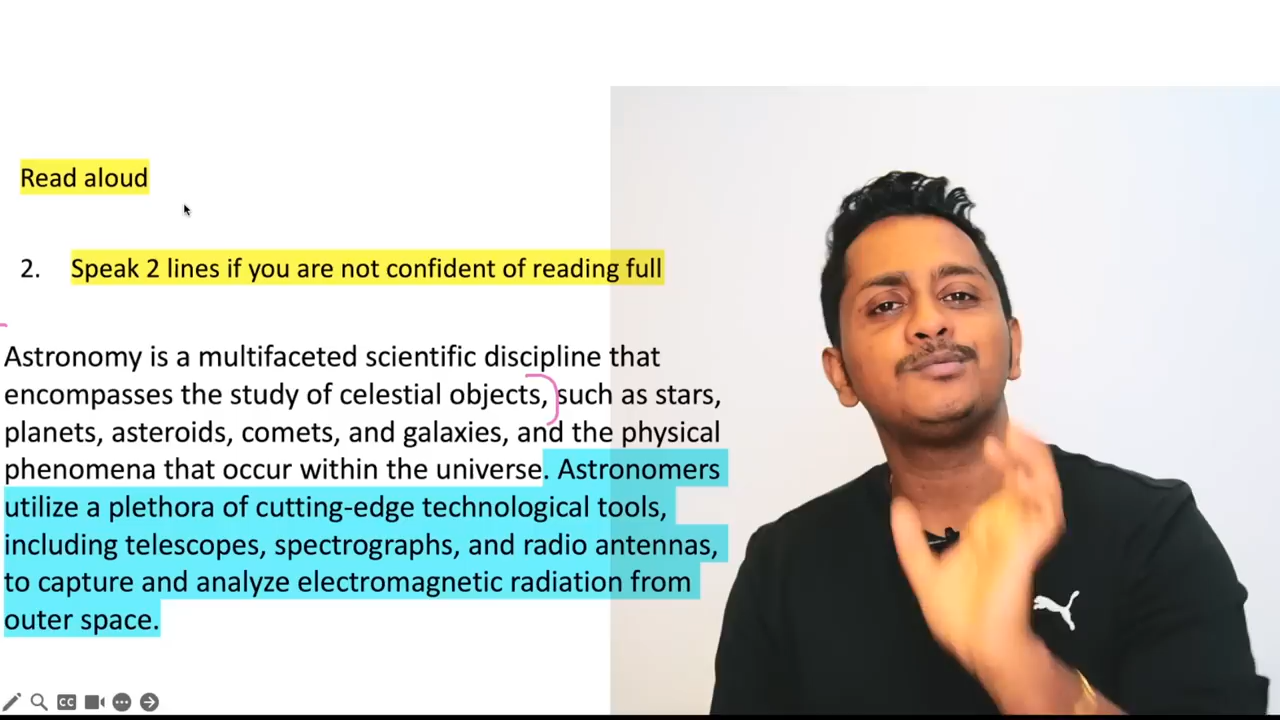 Read aloud
2. Speak 2 lines if you are not confident of reading full
Astronomy is a multifaceted scientific discipline that
encompasses the study of celestial objects, such as stars,
planets, asteroids, comets, and galaxies, and the physical
phenomena that occur within the universe. Astronomers
utilize a plethora of cutting-edge technological tools,
including telescopes, spectrographs, and radio antennas,
to capture and analyze electromagnetic radiation from
outer space.
CC